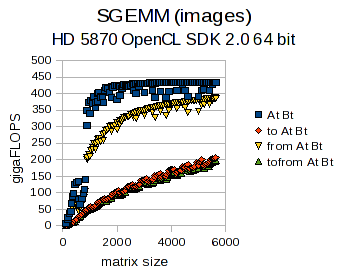 SGEMM (images)
HD 5870 OpenCL SDK 2.0 64 bit
500
450
400
350
300
250
200
150
100
50
0
gigaFLOPS
0
2000
4000
6000
matrix size
At Bt
to At Bt
from At Bt
tofrom At Bt